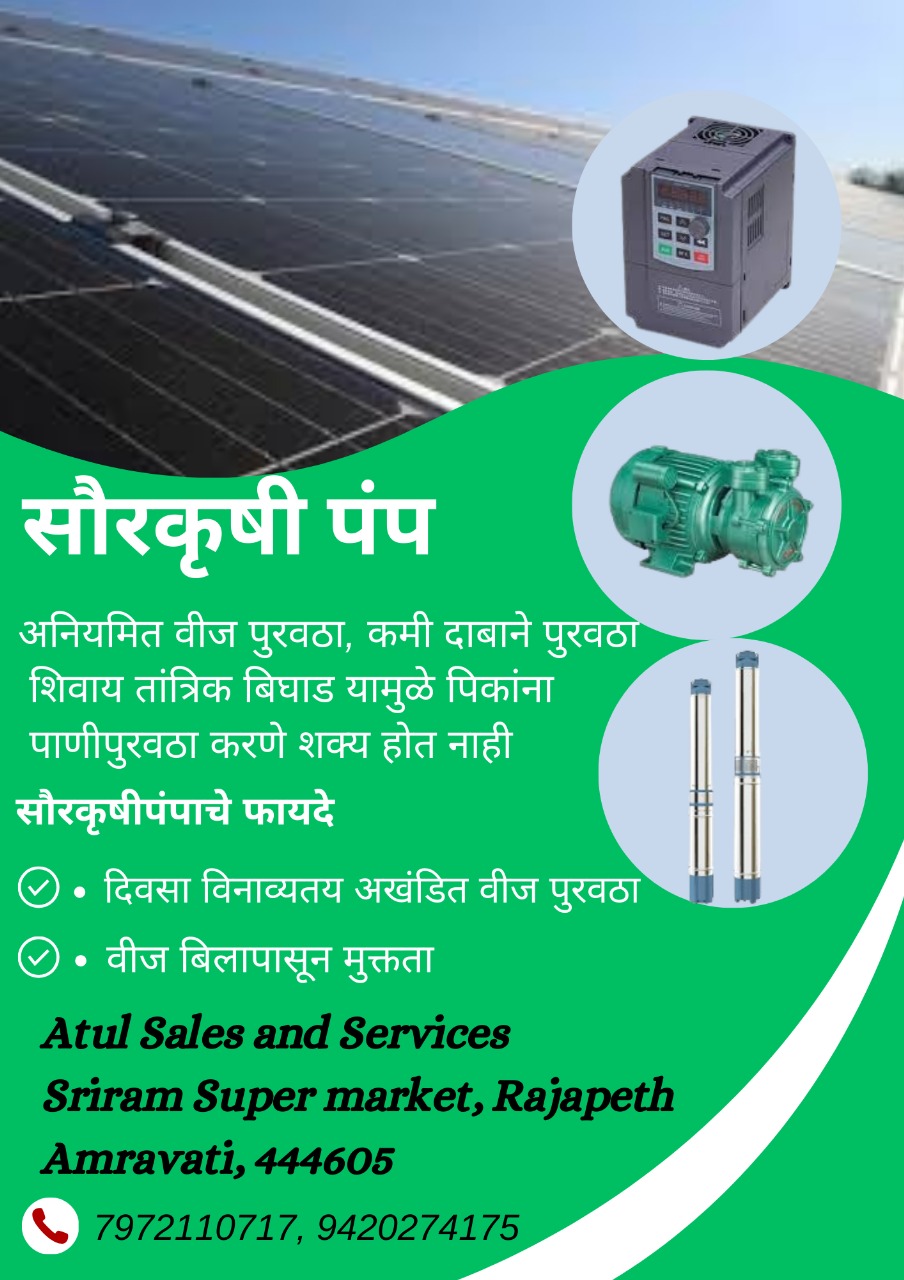 सौरकृषी पंप
अनियमित वीज पुरवठा, कमी दाबाने पुरवठा
शिवाय तांत्रिक बिघाड यामुळे पिकांना
पाणीपुरवठा करणे शक्य होत नाही
सौरकृषीपंपाचे फायदे
• दिवसा विनाव्यतय अखंडित वीज पुरवठा
• वीज बिलापासून मुक्तता
Atul Sales and Services
Sriram Super market, Rajapeth
Amravati, 444605
7972110717, 9420274175